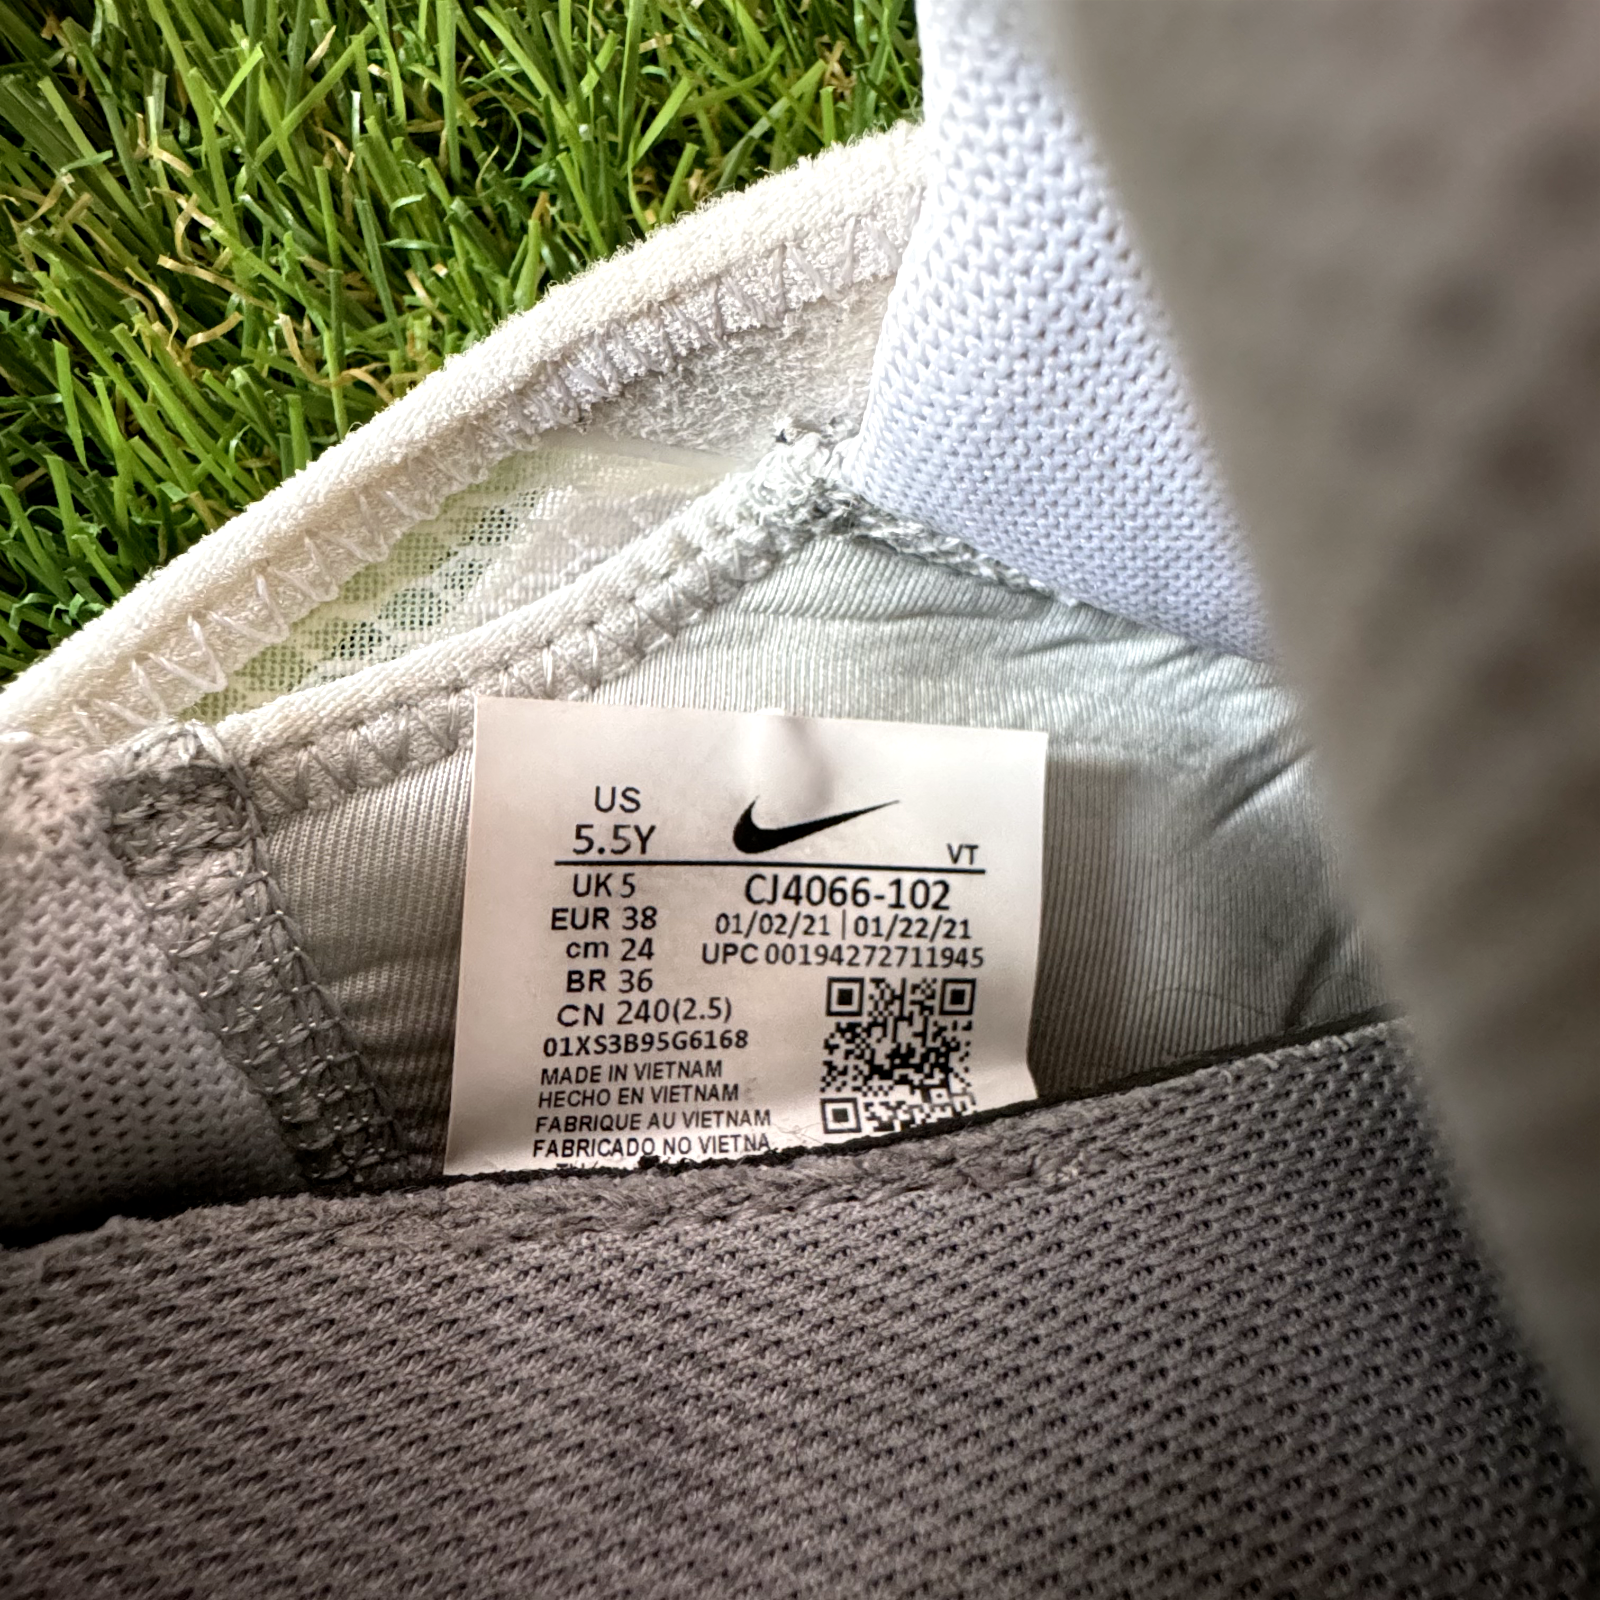 US
5.5Y
VT
UK 5
EUR 38
cm 24
BR 36
CN 240(2.5)
CJ4066-102
01/02/21 | 01/22/21
UPC 00194272711945
01XS3B95G6168
MADE IN VIETNAM
HECHO EN VIETNAM
FABRIQUE AU VIETNAM
FABRICADO NO VIETNA